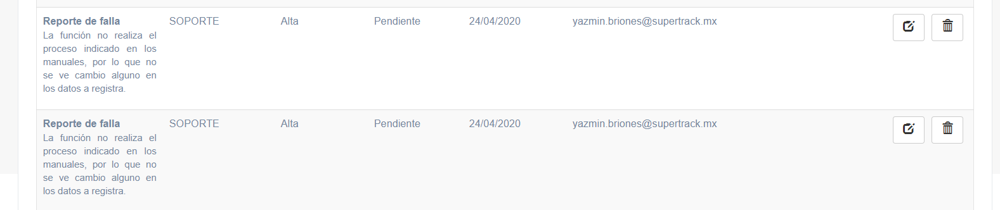 Reporte de falla SOPORTE Alta Pendiente 24/04/2020 yazmin.briones@supertrack.mx
La función no realiza el
proceso indicado en los
manuales, por lo que no
se ve cambio alguno en
los datos a registra.
Reporte de falla SOPORTE Alta Pendiente 24/04/2020 yazmin.briones@supertrack.mx
La función no realiza el
proceso indicado en los
manuales, por lo que no
se ve cambio alguno en
los datos a registra.